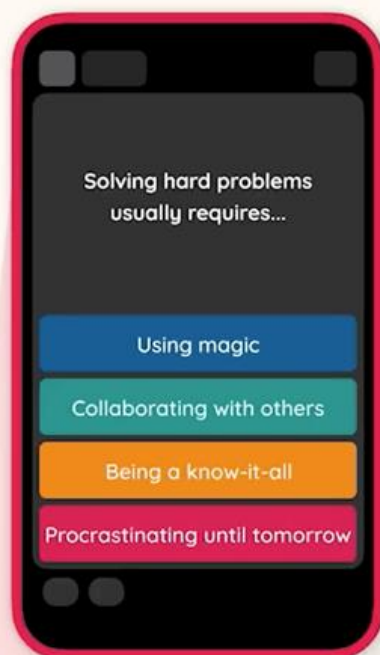 Solving hard problems
usually requires...
Using magic
Collaborating with others
Being a know-it-all
Procrastinating until tomorrow